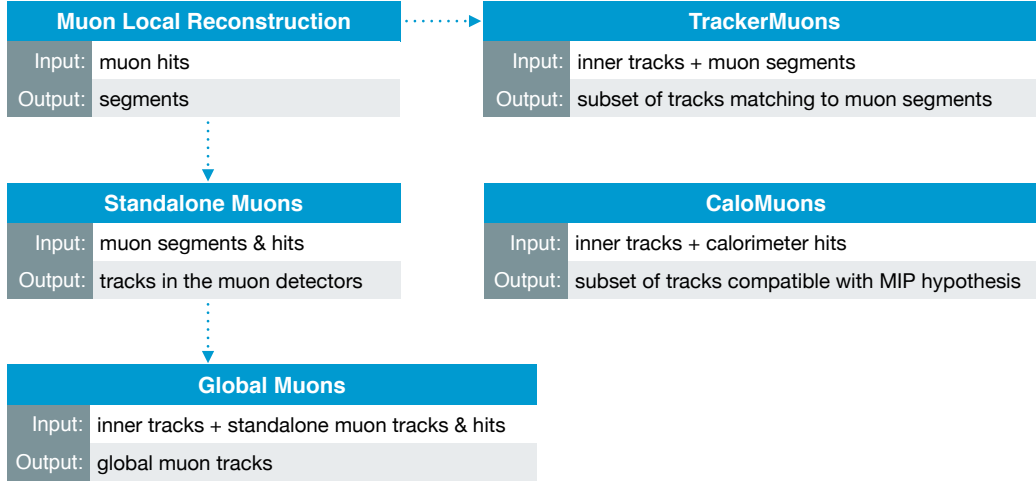 Muon Local Reconstruction
Input: muon hits
Output: segments
TrackerMuons
Input: inner tracks + muon segments
Output: subset of tracks matching to muon segments
Standalone Muons
Input: muon segments & hits
Output: tracks in the muon detectors
CaloMuons
Input: inner tracks + calorimeter hits
Output: subset of tracks compatible with MIP hypothesis
Global Muons
Input: inner tracks + standalone muon tracks & hits
Output: global muon tracks